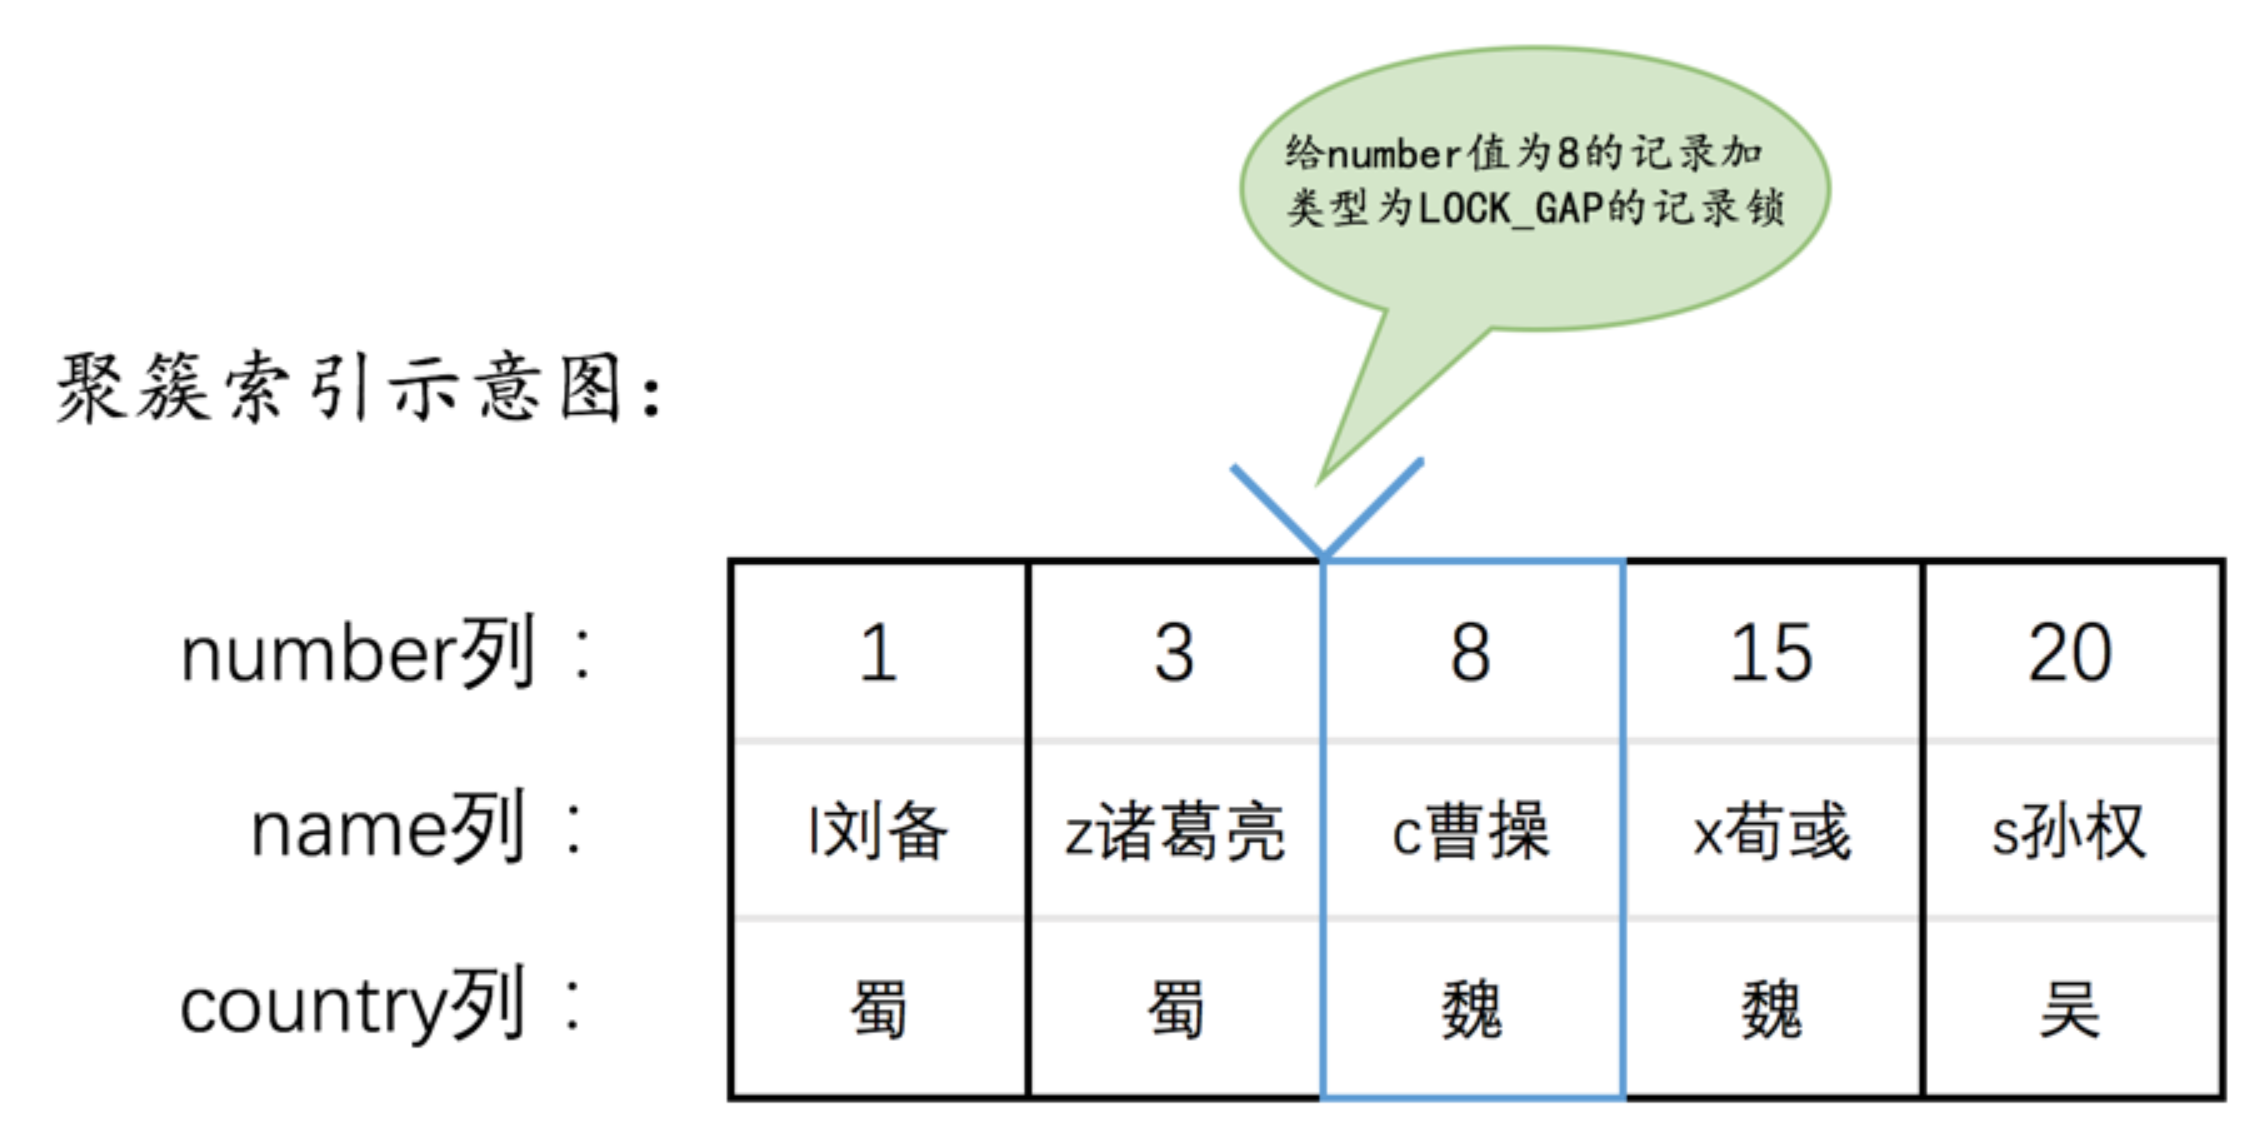 给number值为8的记录加
类型为LOCK_GAP的记录锁
聚簇索引示意图:
number列： 1 3 8 15 20
name列： l刘备 z诸葛亮 c曹操 x荀彧 s孙权
country列： 蜀 蜀 魏 魏 吴